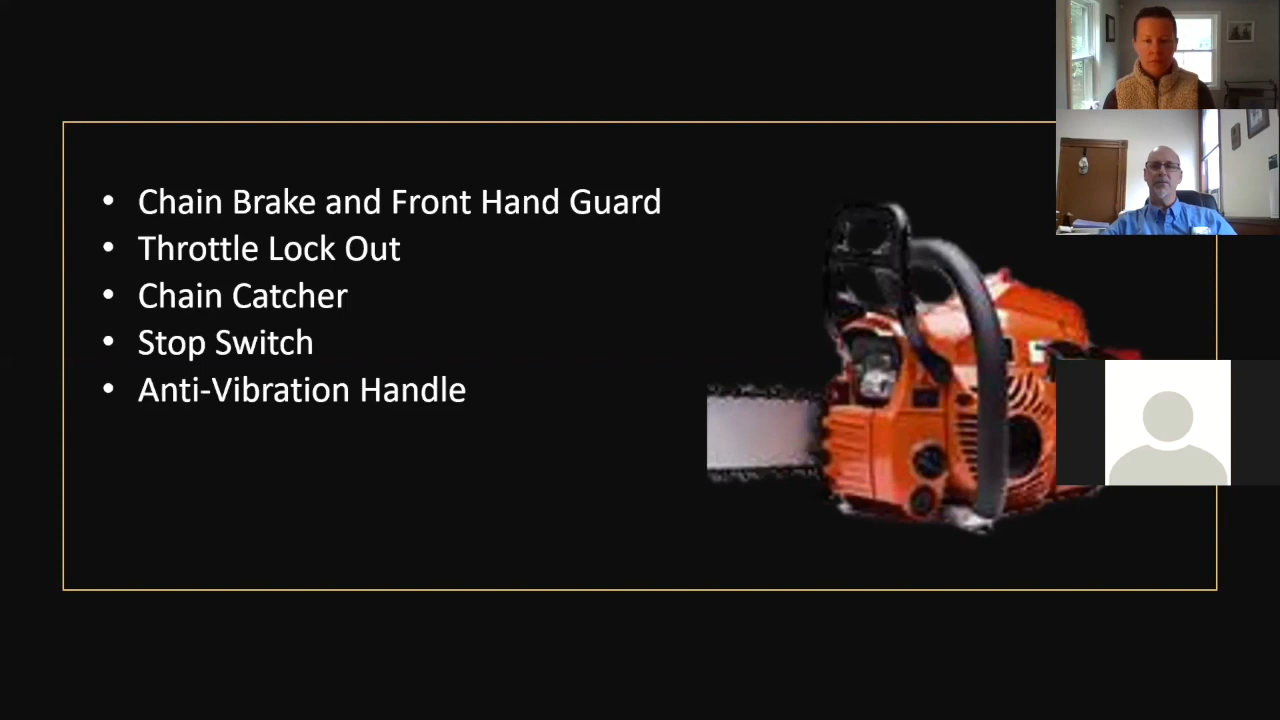 • Chain Brake and Front Hand Guard
• Throttle Lock Out
• Chain Catcher
• Stop Switch
• Anti-Vibration Handle